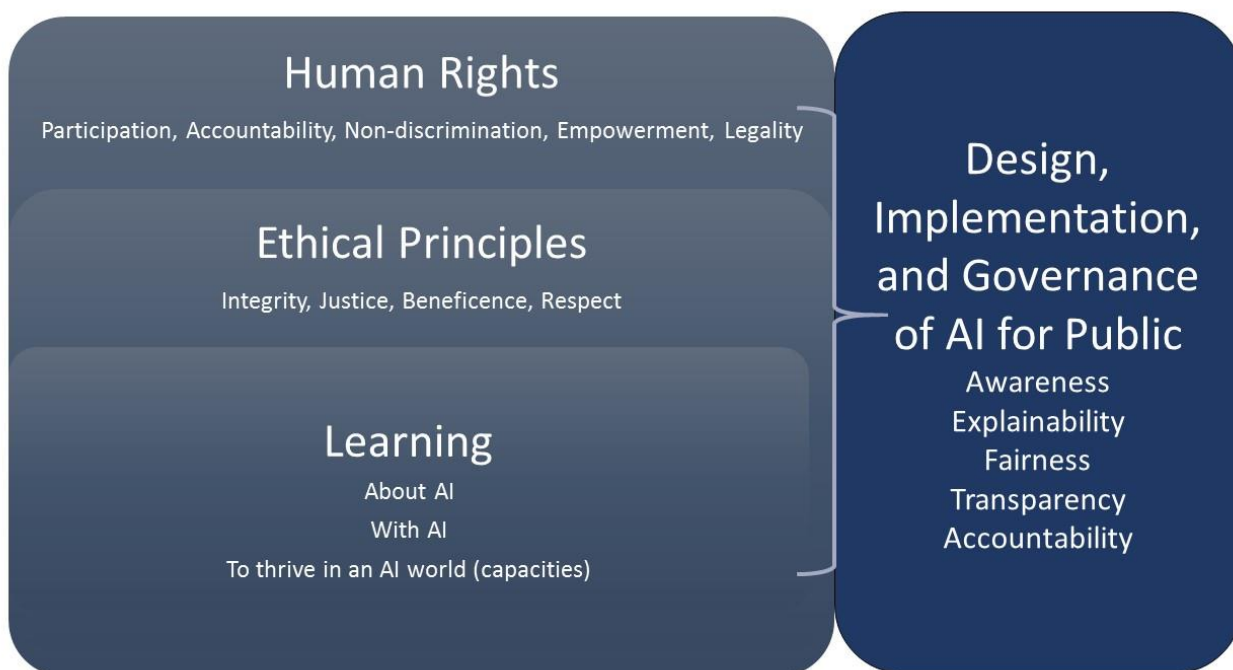 Human Rights
Participation, Accountability, Non-discrimination, Empowerment, Legality
Ethical Principles
Integrity, Justice, Beneficence, Respect
Learning
About AI
With AI
To thrive in an AI world (capacities)
Design,
Implementation,
and Governance
of AI for Public
Awareness
Explainability
Fairness
Transparency
Accountability